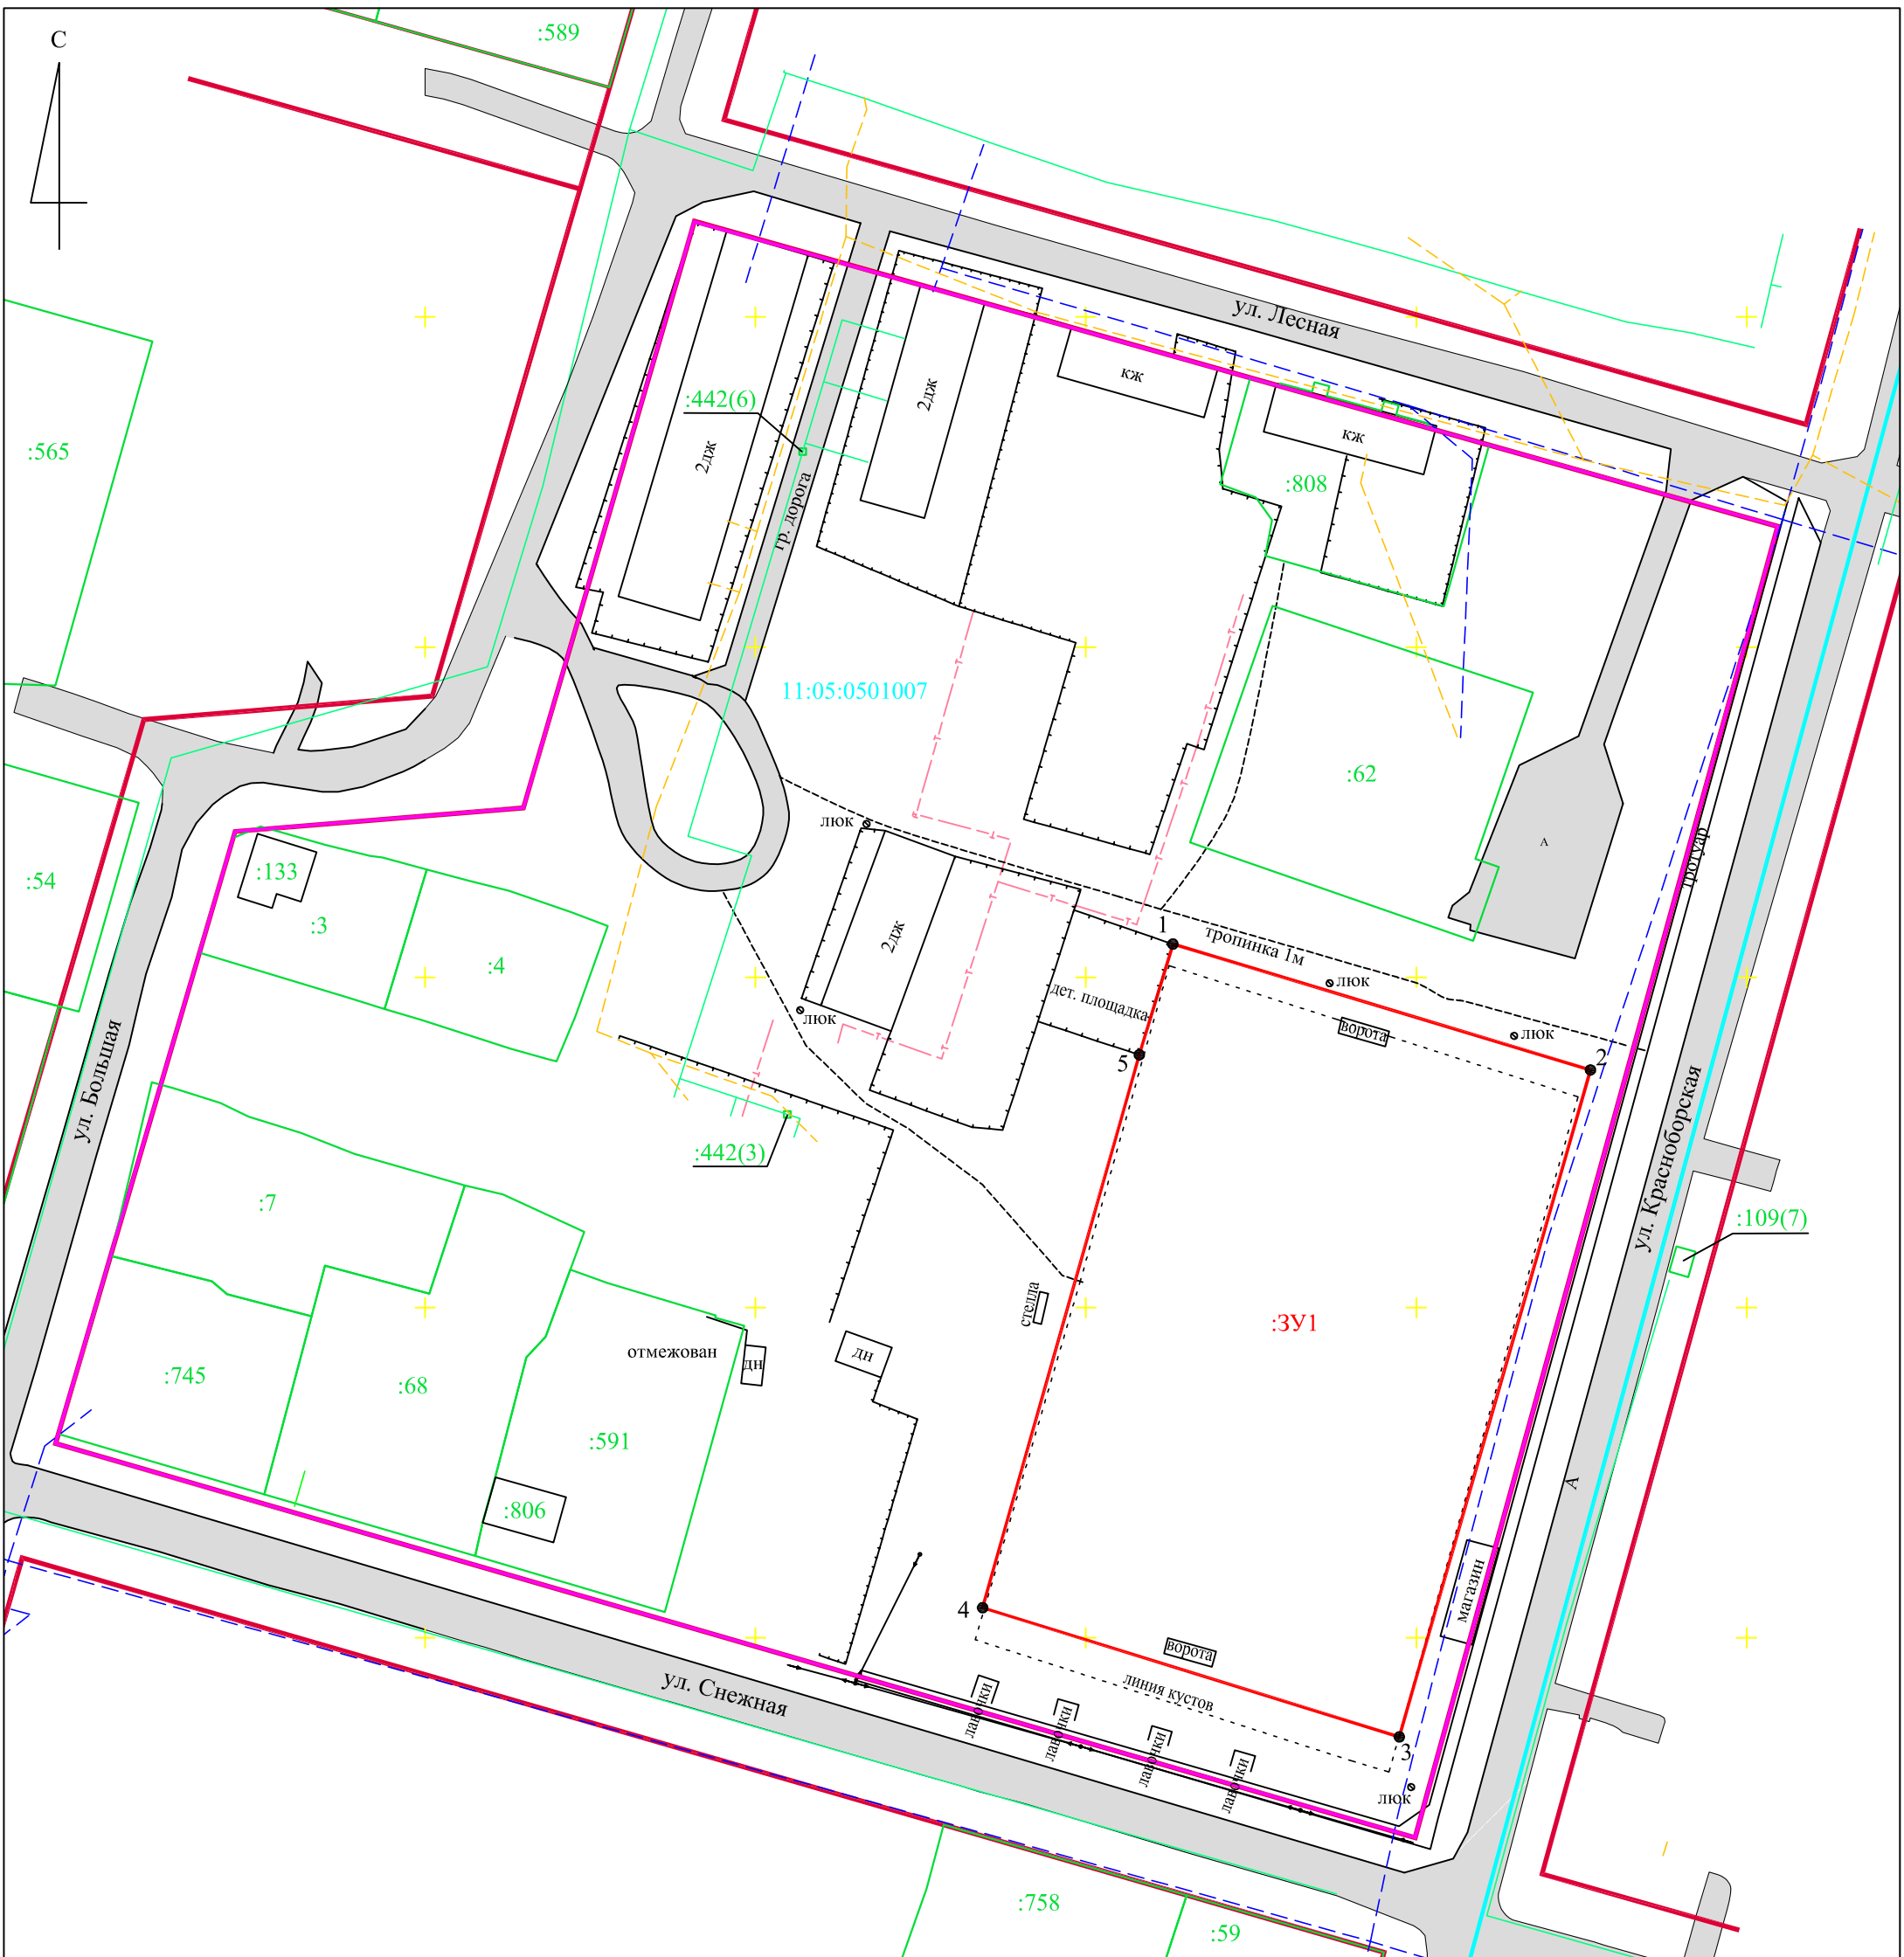 :589
С
ул. Лесная
кж
2дж
:442(6)
кж
:565
2дж
:808
гр. дорога
11:05:0501007
:62
люк
А
тротуар
:133
:54
:3
1
2дж
тропинка 1м
:4
люк
дет. площадка
люк
ворота
люк
2
5
ул. Большая
ул. Красноборская
:442(3)
:7
:109(7)
стелла
:ЗУ1
отмежован
дн
дн
:745
:68
:591
А
:806
магазин
4
ворота
ул. Снежная
линия кустов
лавочки
лавочки
лавочки
лавочки
3
люк
:758
:59